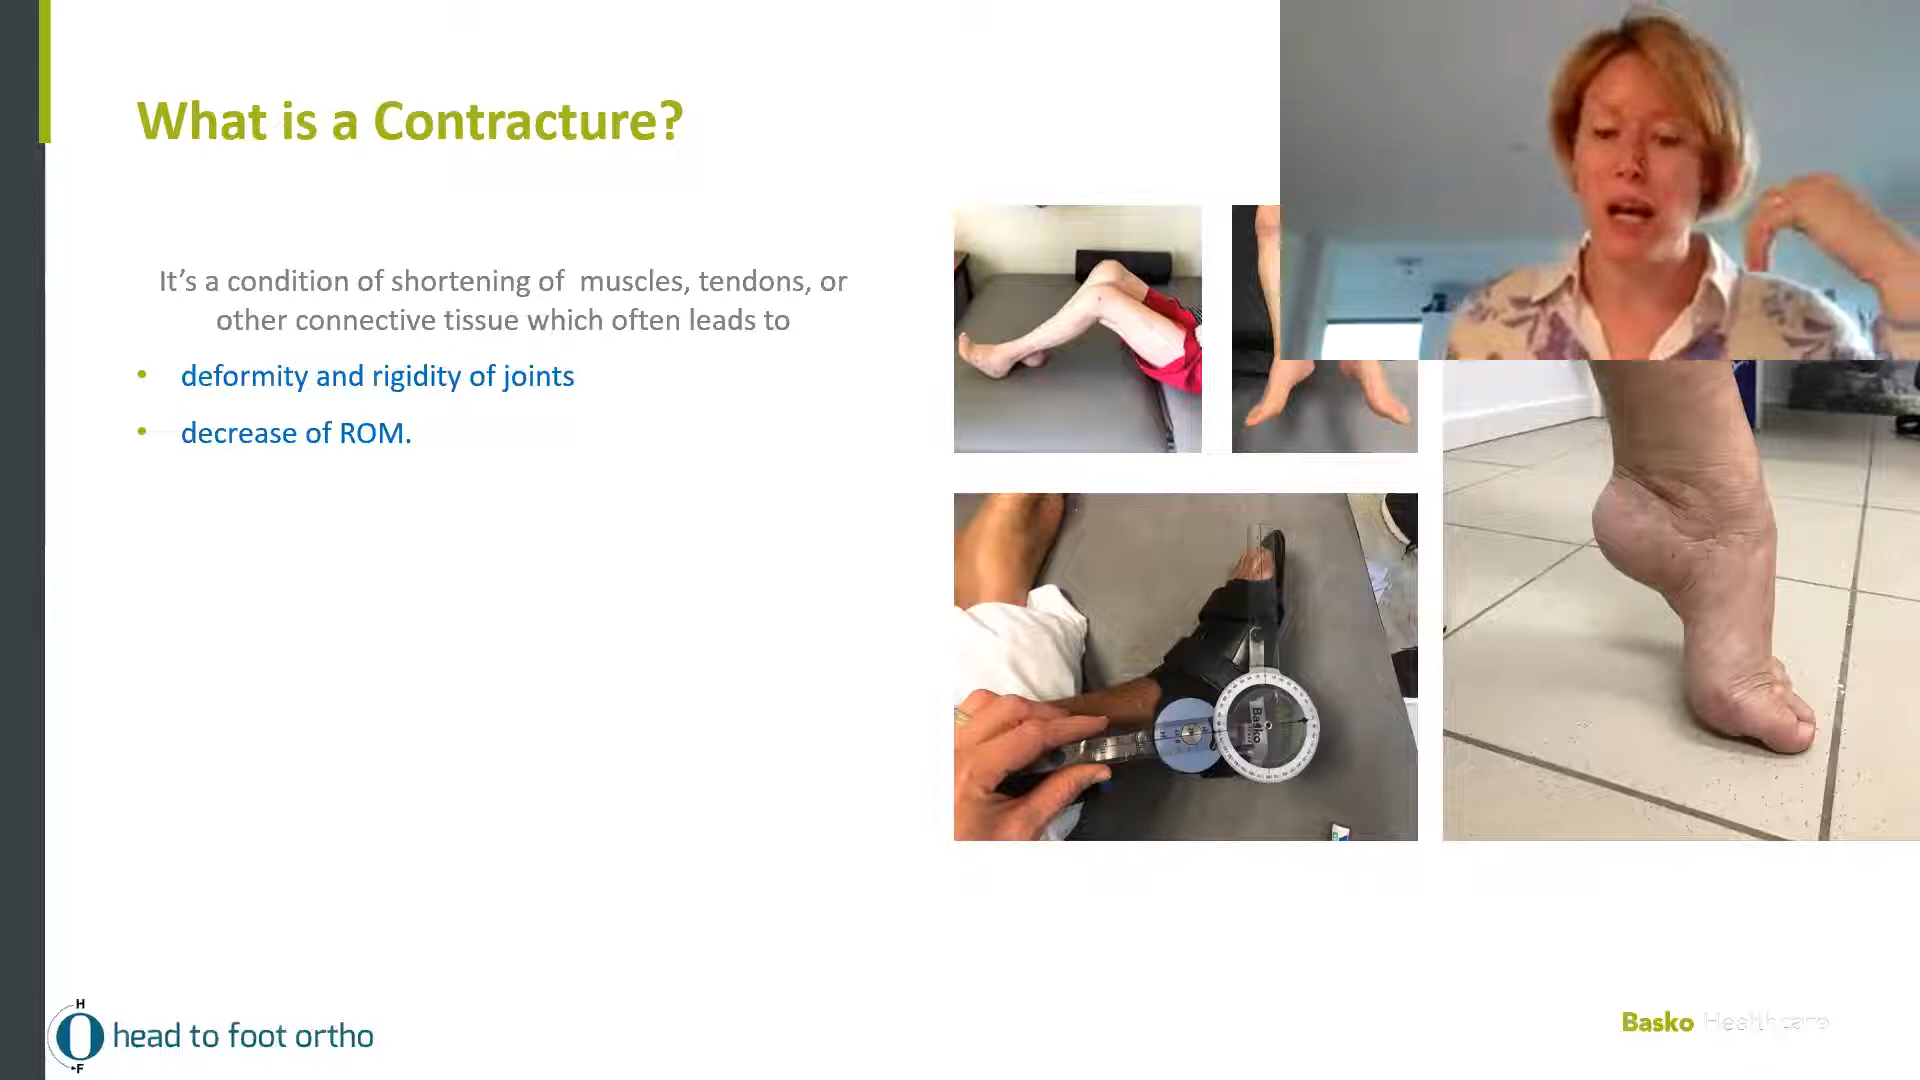 What is a Contracture?
It’s a condition of shortening of  muscles, tendons, or
other connective tissue which often leads to
• deformity and rigidity of joints
• decrease of ROM.
Basko
H
head to foot ortho
F
Basko Healthcare